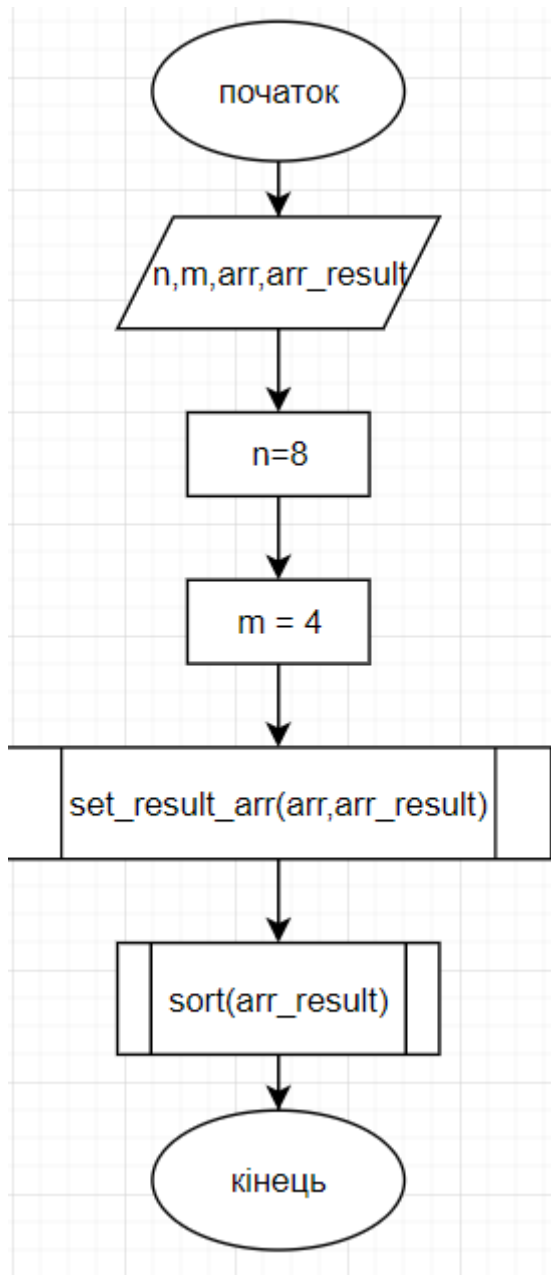 початок
n,m,arr,arr_result
n=8
m = 4
set_result_arr(arr,arr_result)
sort(arr_result)
кінець